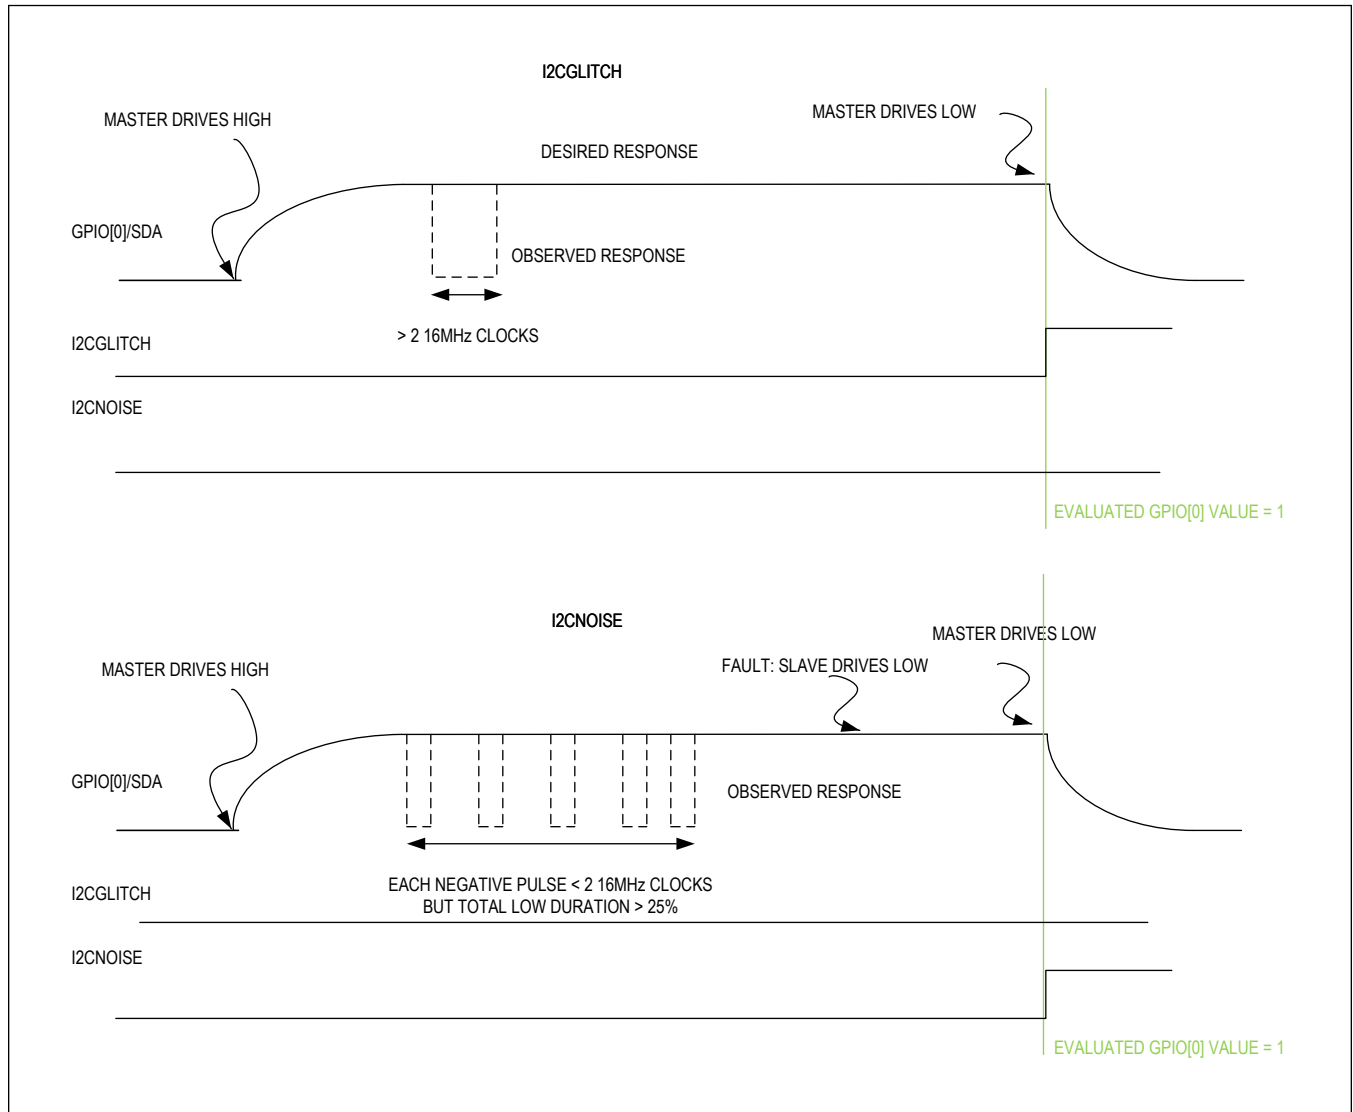 I2CGLITCH
MASTER DRIVES HIGH
MASTER DRIVES LOW
DESIRED RESPONSE
GPIO[0]/SDA
OBSERVED RESPONSE
> 2 16MHz CLOCKS
I2CGLITCH
I2CNOISE
EVALUATED GPIO[0] VALUE = 1
I2CNOISE
MASTER DRIVES LOW
MASTER DRIVES HIGH
FAULT: SLAVE DRIVES LOW
GPIO[0]/SDA
OBSERVED RESPONSE
EACH NEGATIVE PULSE < 2 16MHz CLOCKS
BUT TOTAL LOW DURATION > 25%
I2CGLITCH
I2CNOISE
EVALUATED GPIO[0] VALUE = 1